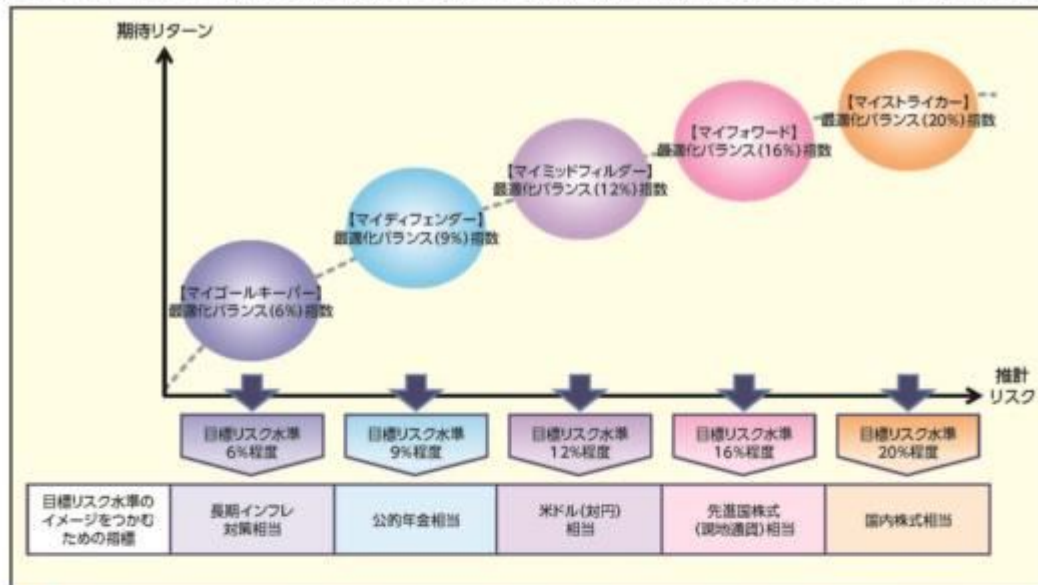 期待リターン
【マイストライカー】
最適化バランス(20%)指数
【マイフォワード】
最適化バランス(16%)指数
【マイミッドフィルダー】
最適化バランス(12%)指数
【マイディフェンダー】
最適化バランス(9%)指数
【マイゴールキーパー】
最適化バランス(6%)指数
推計
リスク
目標リスク水準
6%程度
目標リスク水準
9%程度
目標リスク水準
12%程度
目標リスク水準
16%程度
目標リスク水準
20%程度
目標リスク水準の
イメージをつかむ
ための指標
長期インフレ
対策相当
公的年金相当
米ドル(対円)
相当
先進国株式
(現地通貨)相当
国内株式相当